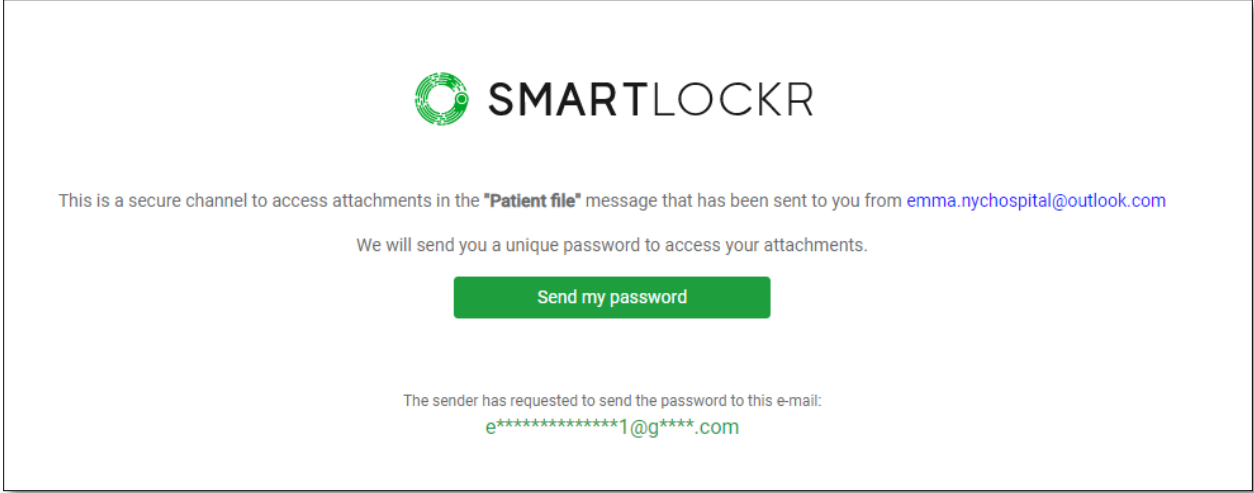 SMARTLOCKR
This is a secure channel to access attachments in the "Patient file" message that has been sent to you from emma.nychospital@outlook.com
We will send you a unique password to access your attachments.
Send my password
The sender has requested to send the password to this e-mail:
e**************1@g****.com